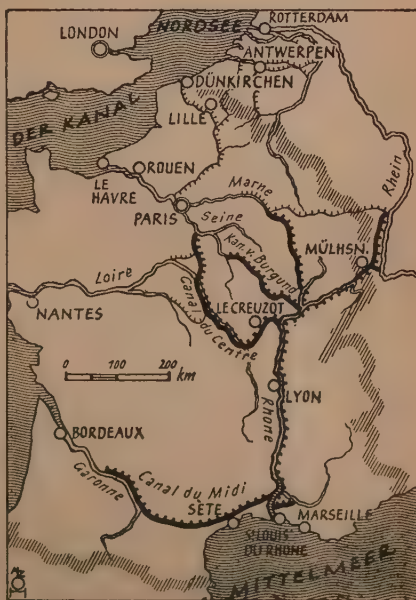 NORDSEE
ROTTERDAM
LONDON
ANTWERPEN
DÜNKIRCHEN
LILLE
DER KANAL
LE
HAVRE
ROUEN
PARIS
Marne
Seine
Rhein
Kan. v. Burgund
MÜLHSN.
Loire
Canal du Centre
LE CREUZOT
NANTES
0 100 200
km
LYON
Rhone
BORDEAUX
Garonne
Canal du Midi
SÈTE
MARSEILLE
ST.LOUIS
DU RHONE
MITTELMEER